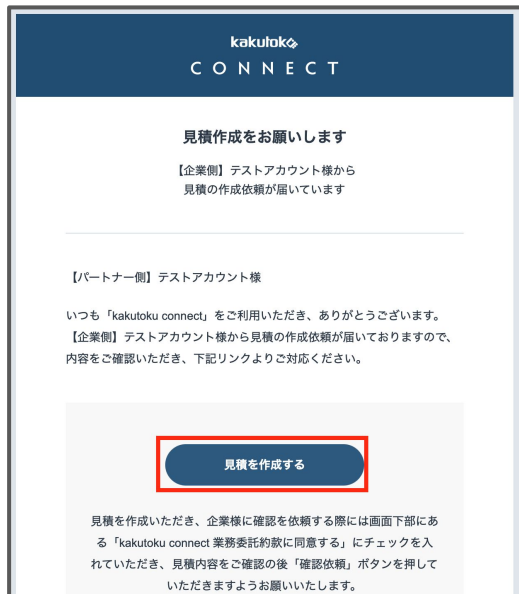 kakutoku
CONNECT
見積作成をお願いします
【企業側】テストアカウント様から
見積の作成依頼が届いています
【パートナー側】テストアカウント様
いつも「kakutoku connect」をご利用いただき、ありがとうございます。
【企業側】テストアカウント様から見積の作成依頼が届いておりますので、
内容をご確認いただき、下記リンクよりご対応ください。
見積を作成する
見積を作成いただき、企業様に確認を依頼する際には画面下部にあ
る「kakutoku connect 業務委託約款に同意する」にチェックを入
れていただき、見積内容をご確認の後「確認依頼」ボタンを押して
いただきますようお願いいたします。